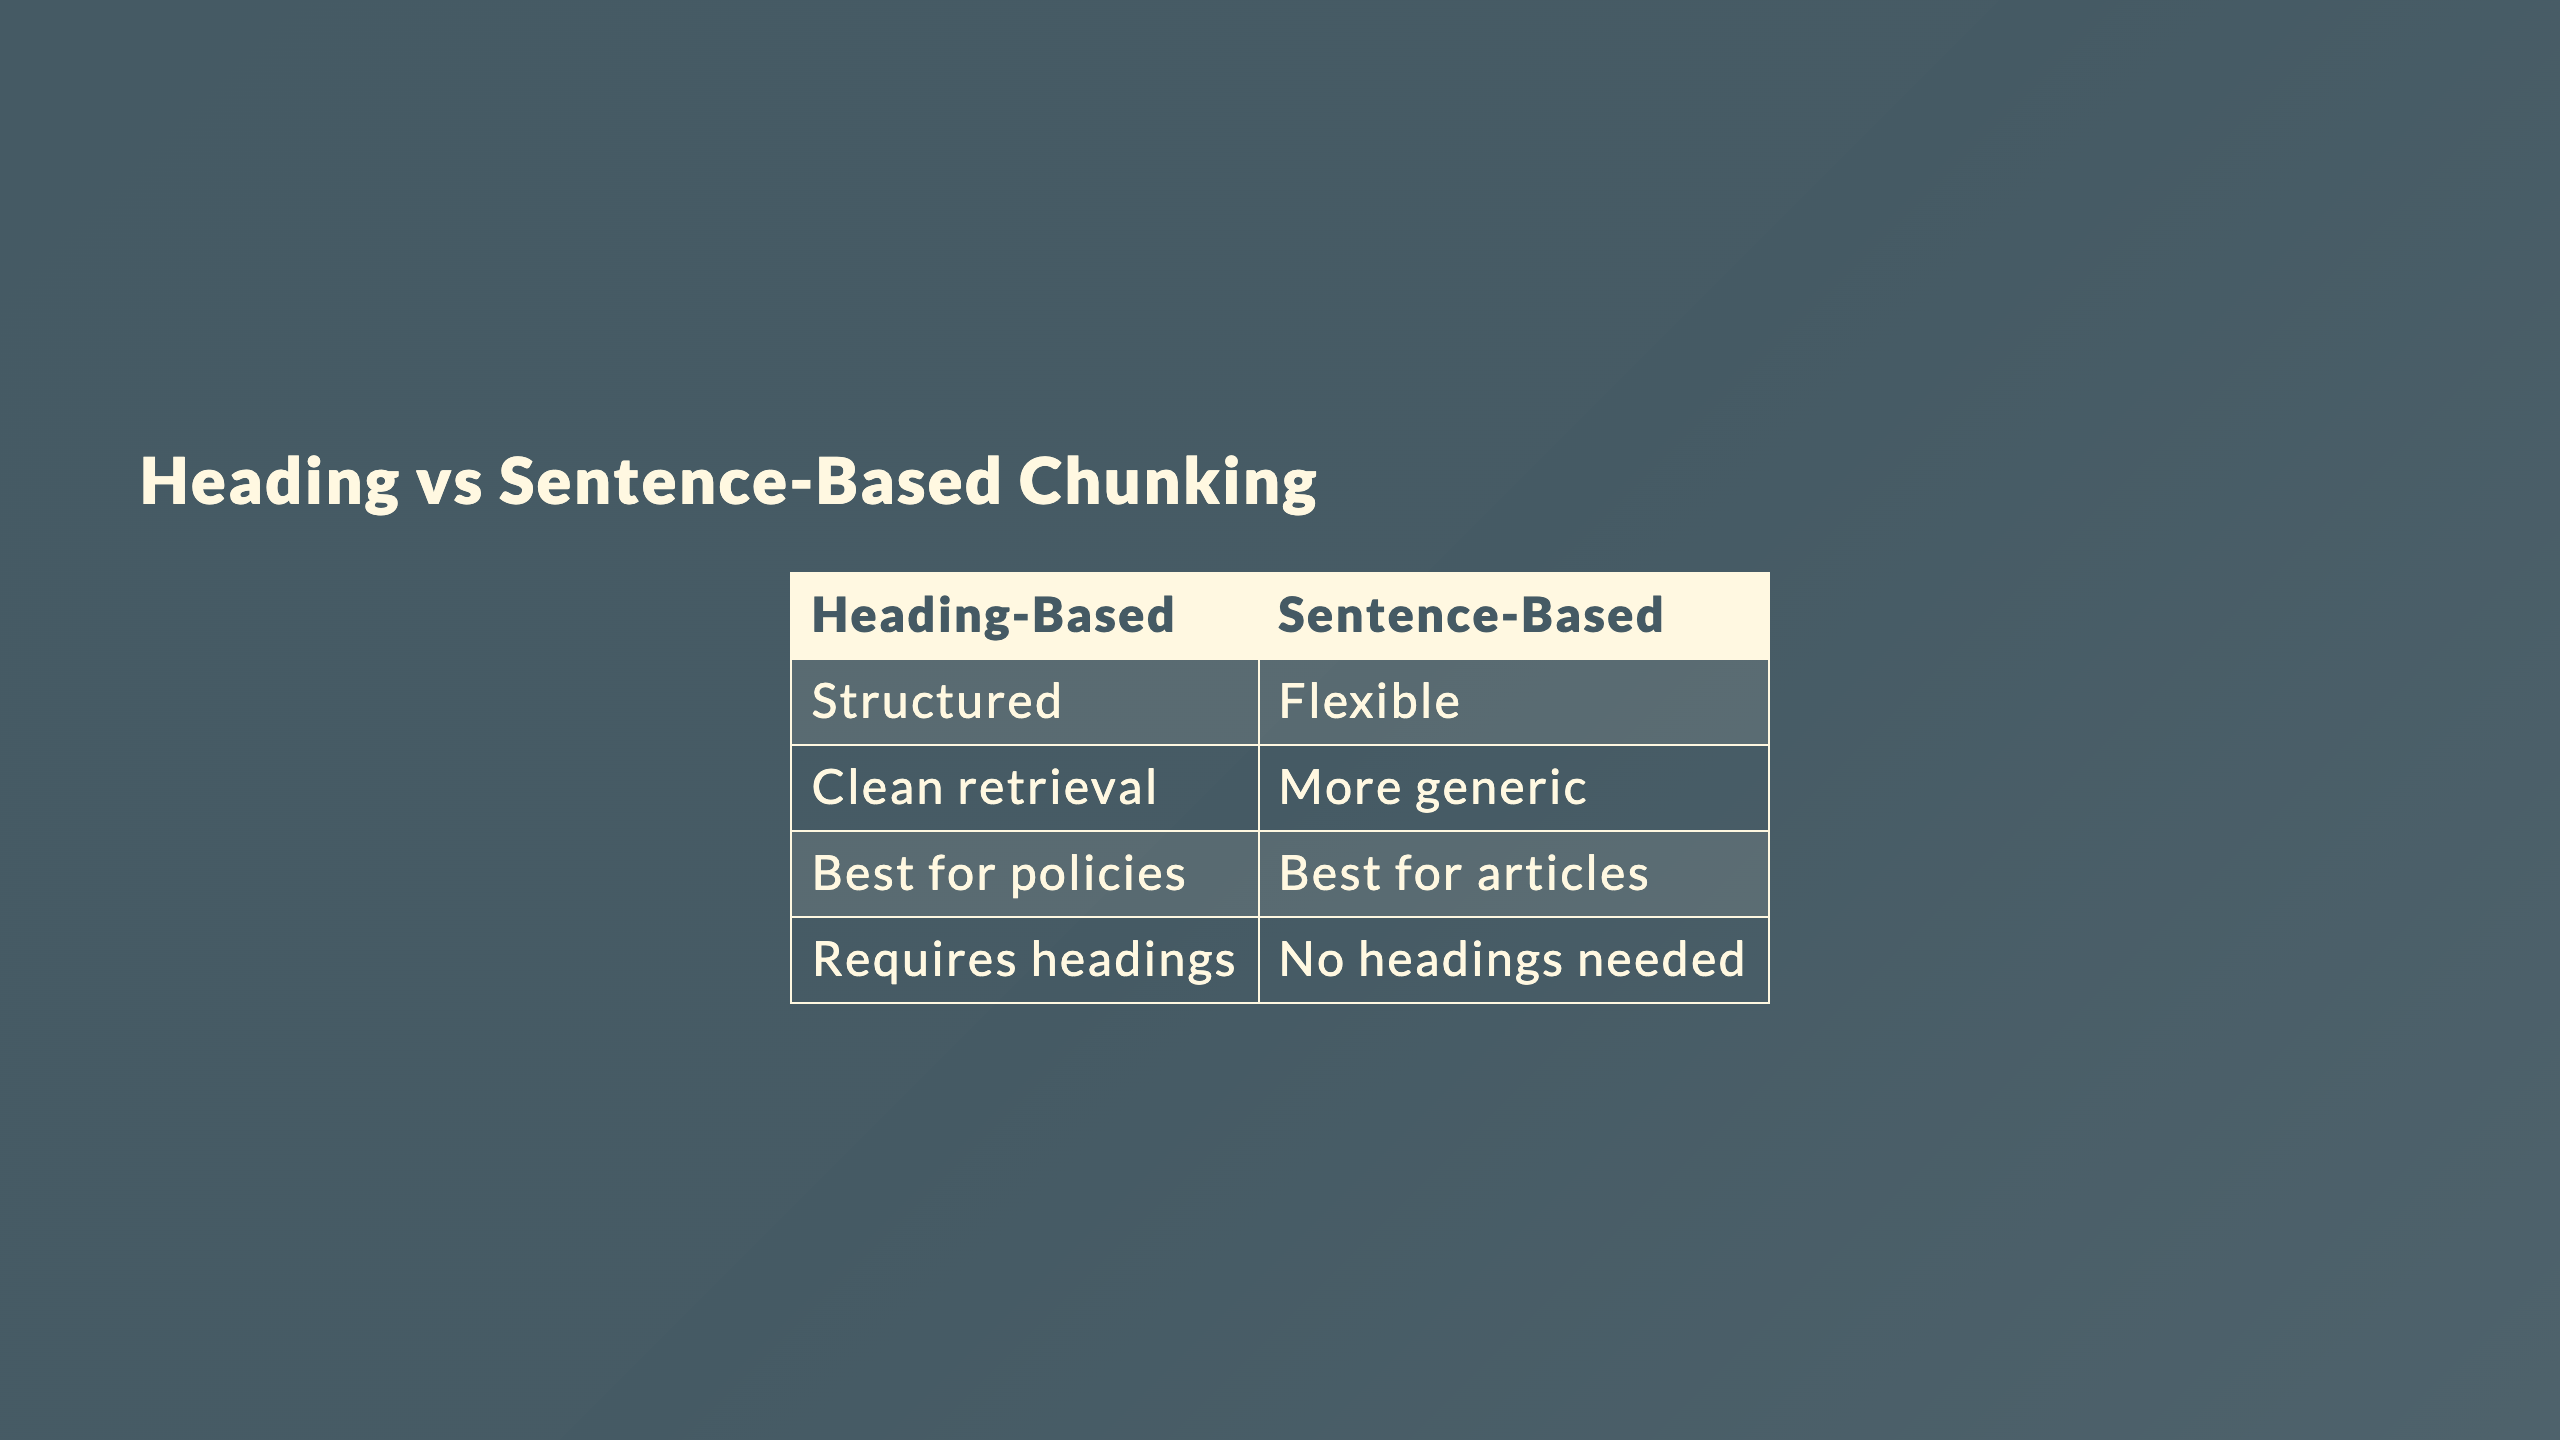 Heading vs Sentence-Based Chunking
Heading-Based Sentence-Based
Structured Flexible
Clean retrieval More generic
Best for policies Best for articles
Requires headings No headings needed